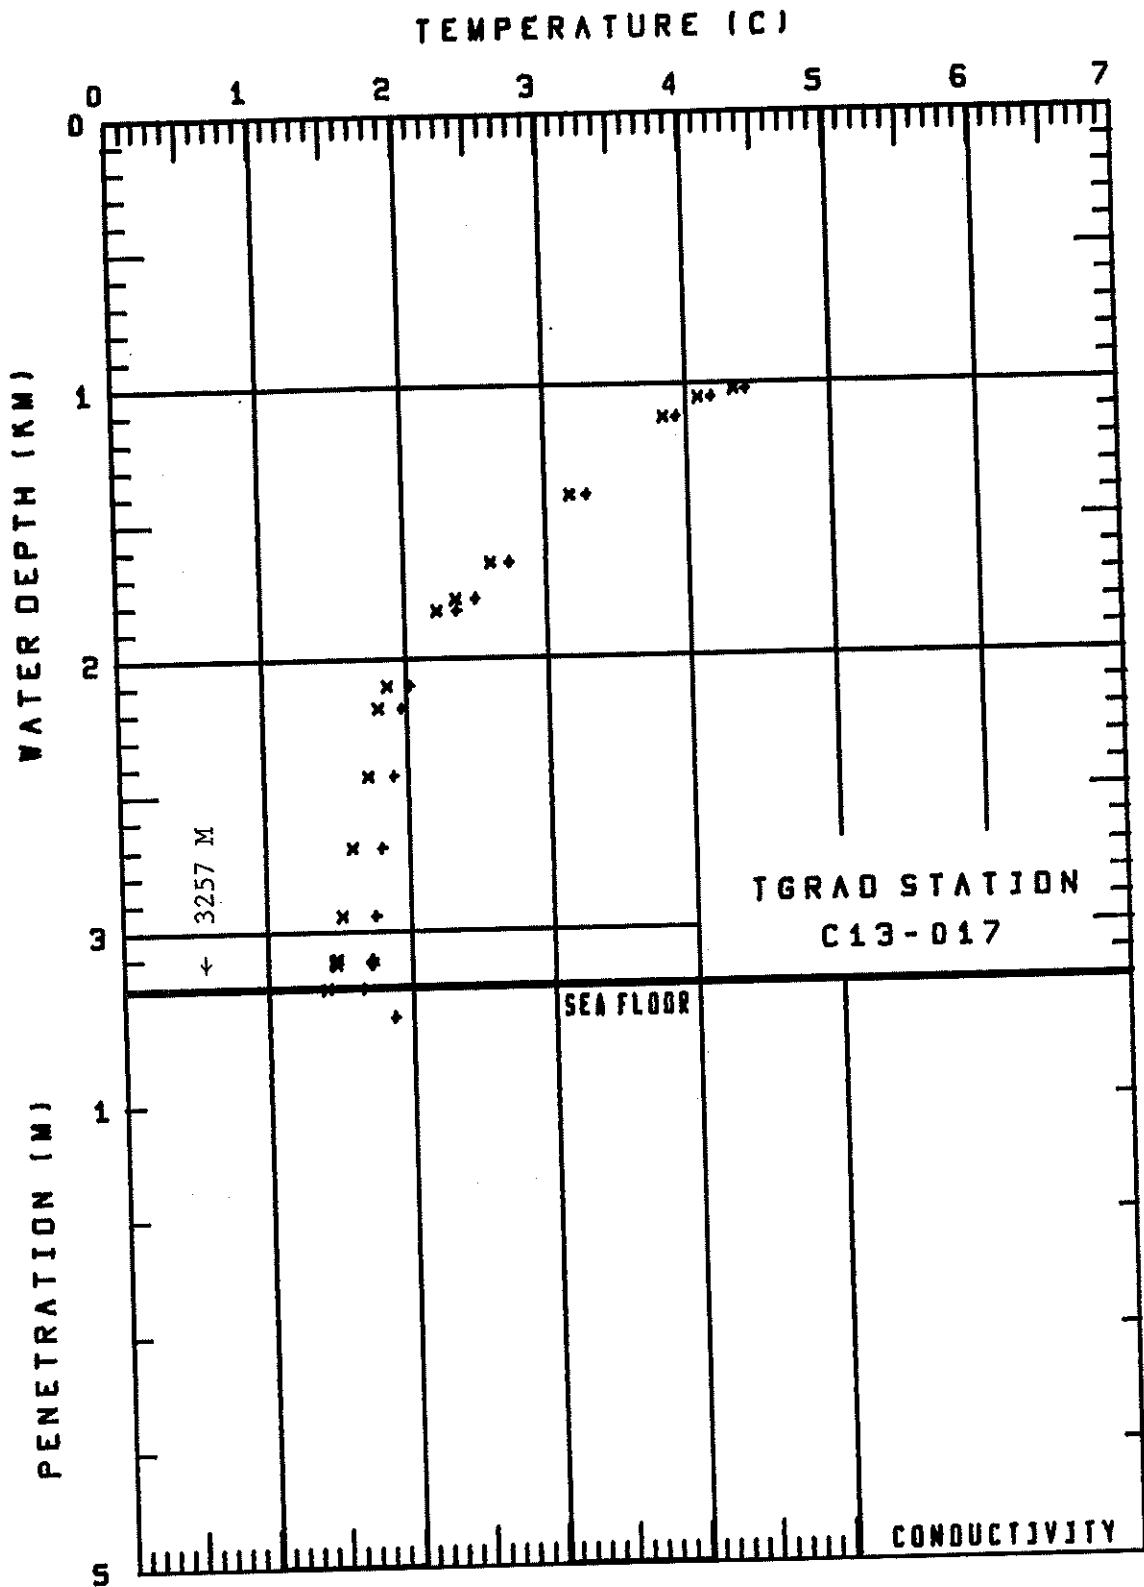 TEMPERATURE (C)
0 1 2 3 4 5 6 7
0
1
2
3
WATER DEPTH (KM)
← 3257 M
TGRAD STATION
C13-017
SEA FLOOR
1
5
PENETRATION (M)
CONDUCTIVITY